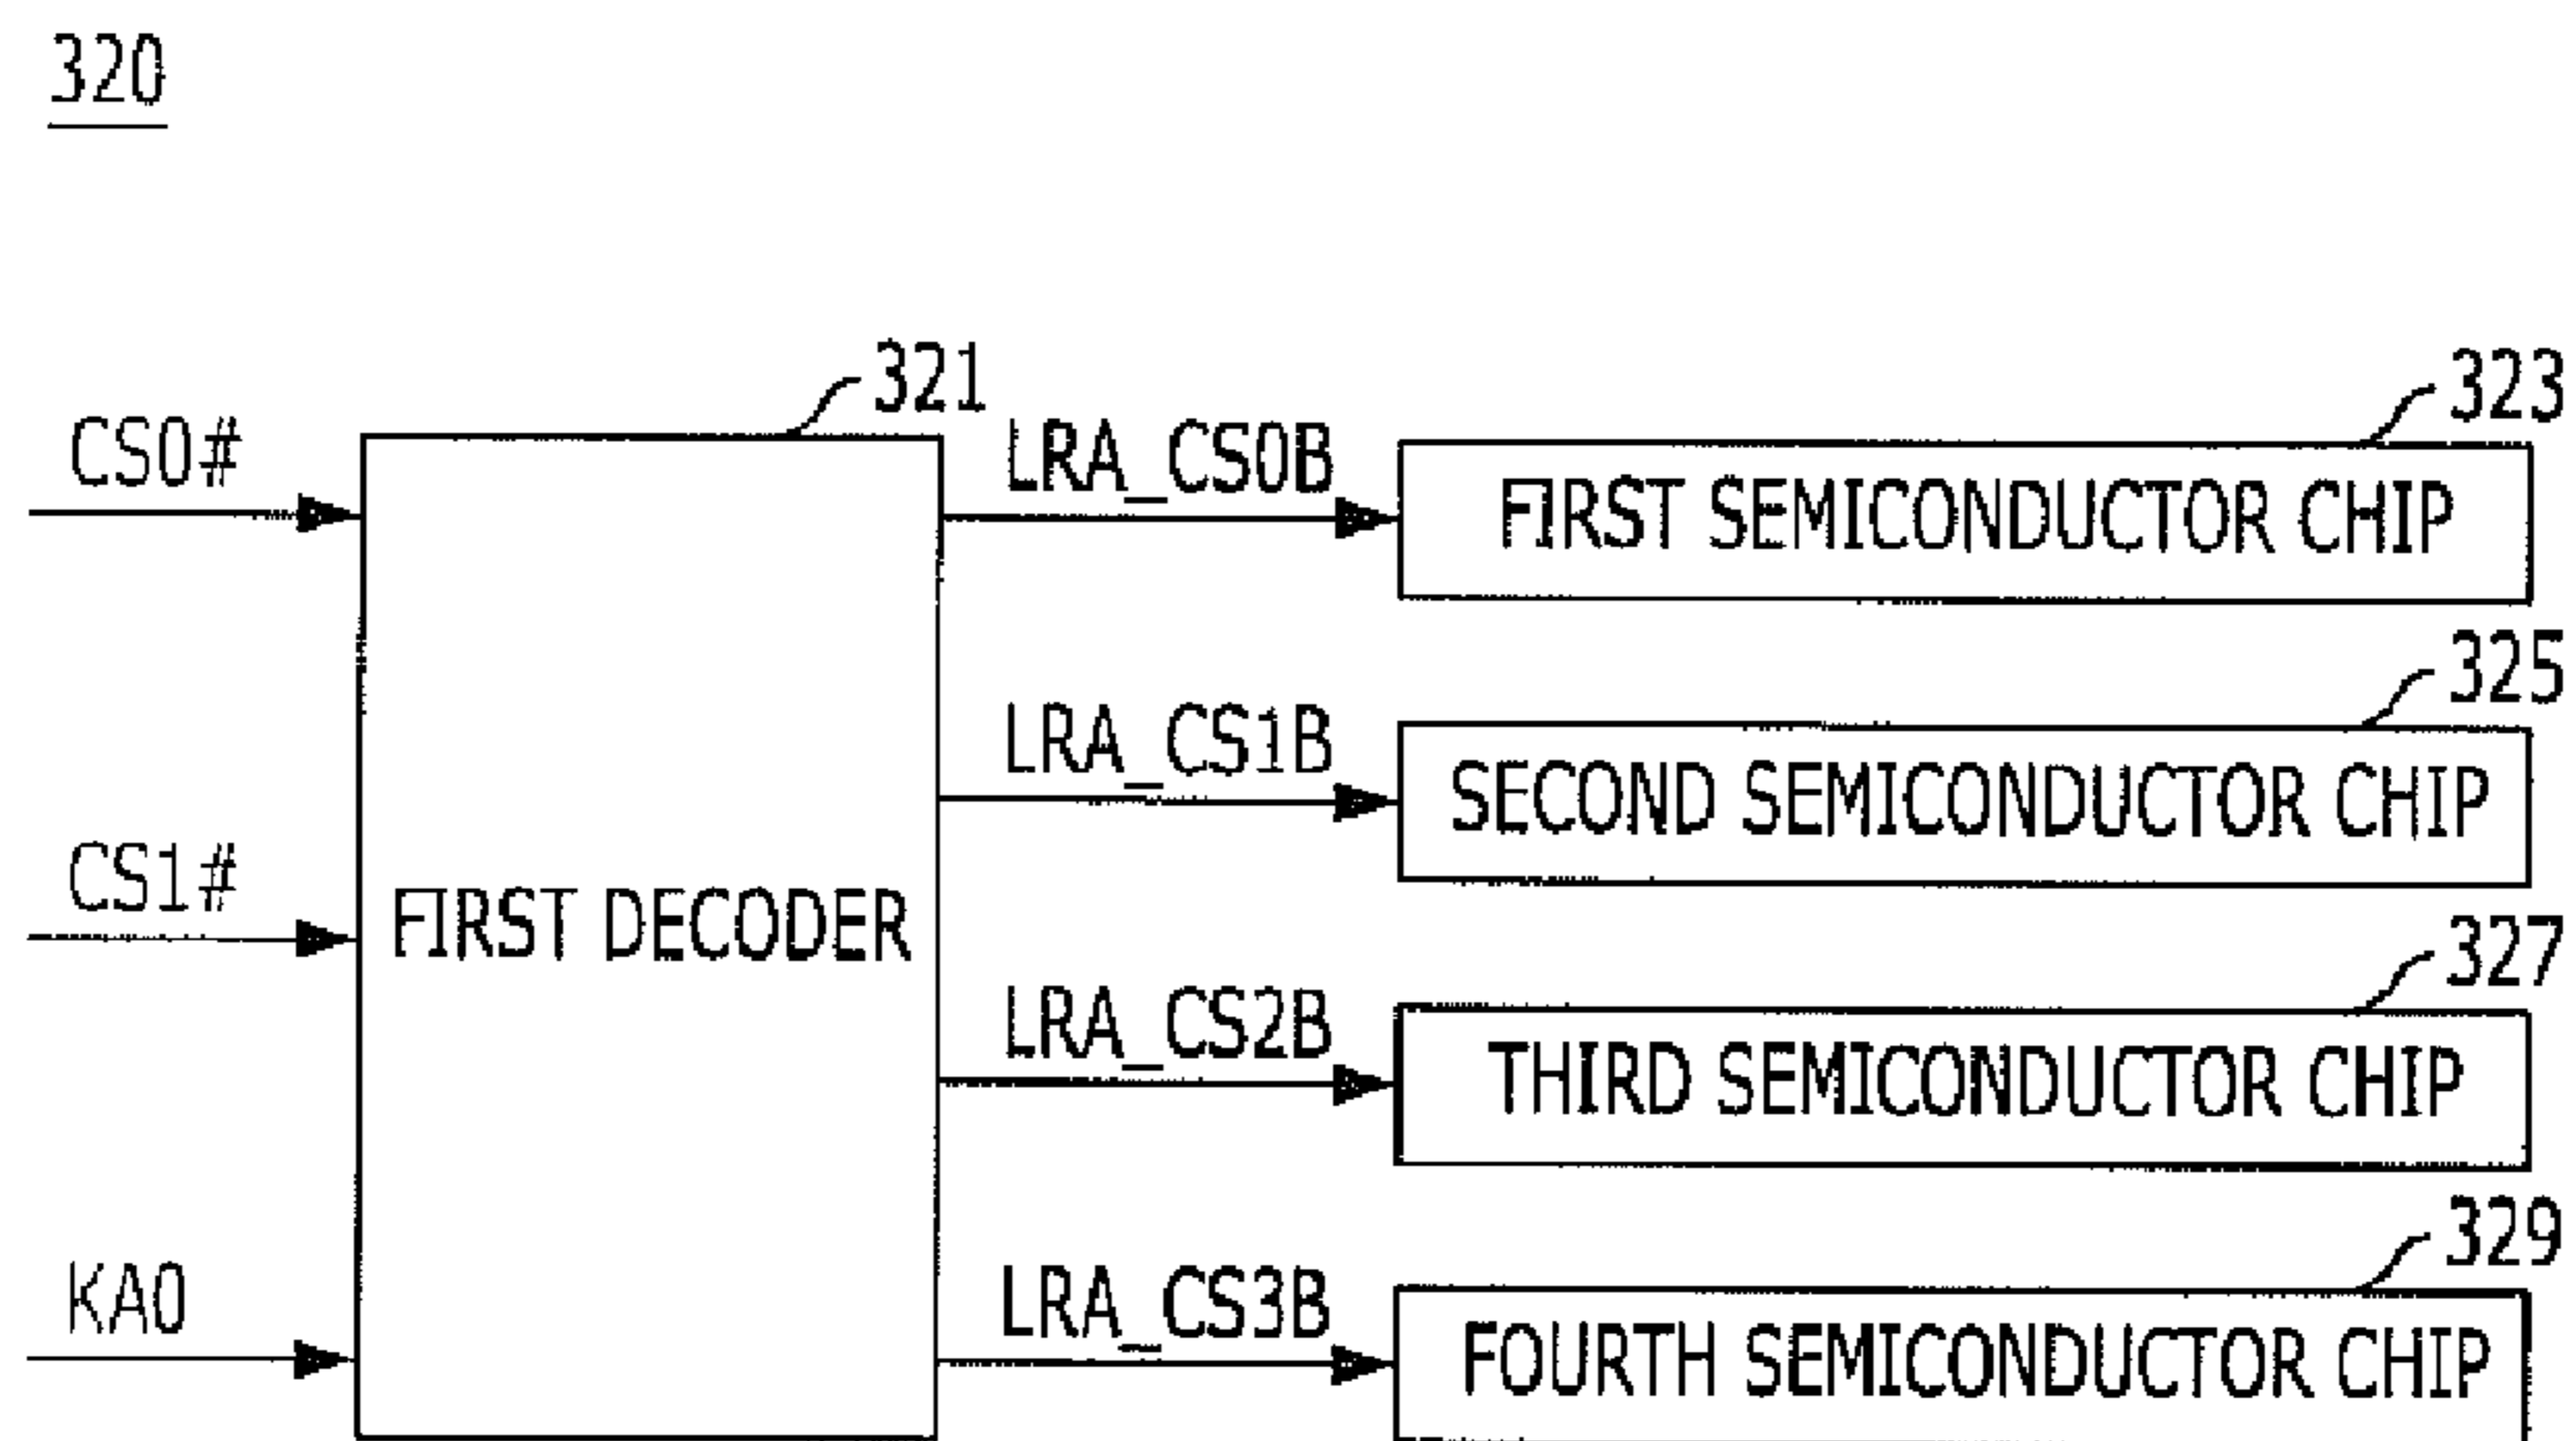 320
321
323
CS0#
LRA_CS0B
FIRST SEMICONDUCTOR CHIP
325
LRA_CS1B
SECOND SEMICONDUCTOR CHIP
CS1#
FIRST DECODER
327
LRA_CS2B
THIRD SEMICONDUCTOR CHIP
329
KA0
LRA_CS3B
FOURTH SEMICONDUCTOR CHIP